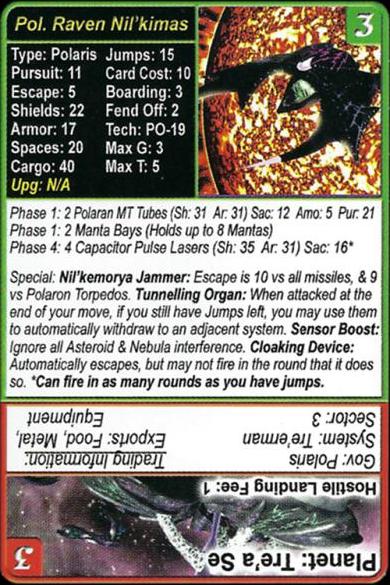 Pol. Raven Nil'kimas
3
Type: Polaris Jumps: 15
Pursuit: 11 Card Cost: 10
Escape: 5 Boarding: 3
Shields: 22 Fend Off: 2
Armor: 17 Tech: PO-19
Spaces: 20 Max G: 3
Cargo: 40 Max T: 5
Upg: N/A
Phase 1: 2 Polaran MT Tubes (Sh: 31 Ar: 31) Sac: 12 Amo: 5 Pur: 21
Phase 1: 2 Manta Bays (Holds up to 8 Mantas)
Phase 4: 4 Capacitor Pulse Lasers (Sh: 35 Ar: 31) Sac: 16*
Special: Nil'kemorya Jammer: Escape is 10 vs all missiles, & 9
vs Polaron Torpedos. Tunnelling Organ: When attacked at the
end of your move, if you still have Jumps left, you may use them
to automatically withdraw to an adjacent system. Sensor Boost:
Ignore all Asteroid & Nebula interference. Cloaking Device:
Automatically escapes, but may not fire in the round that it does
so. *Can fire in as many rounds as you have jumps.
Planet: Tre'a Se
3
Hostile Landing Fee: 1
Gov: Polaris
System: Tre'erman
Sector: 3
Trading Information:
Exports: Food, Metal,
Equipment